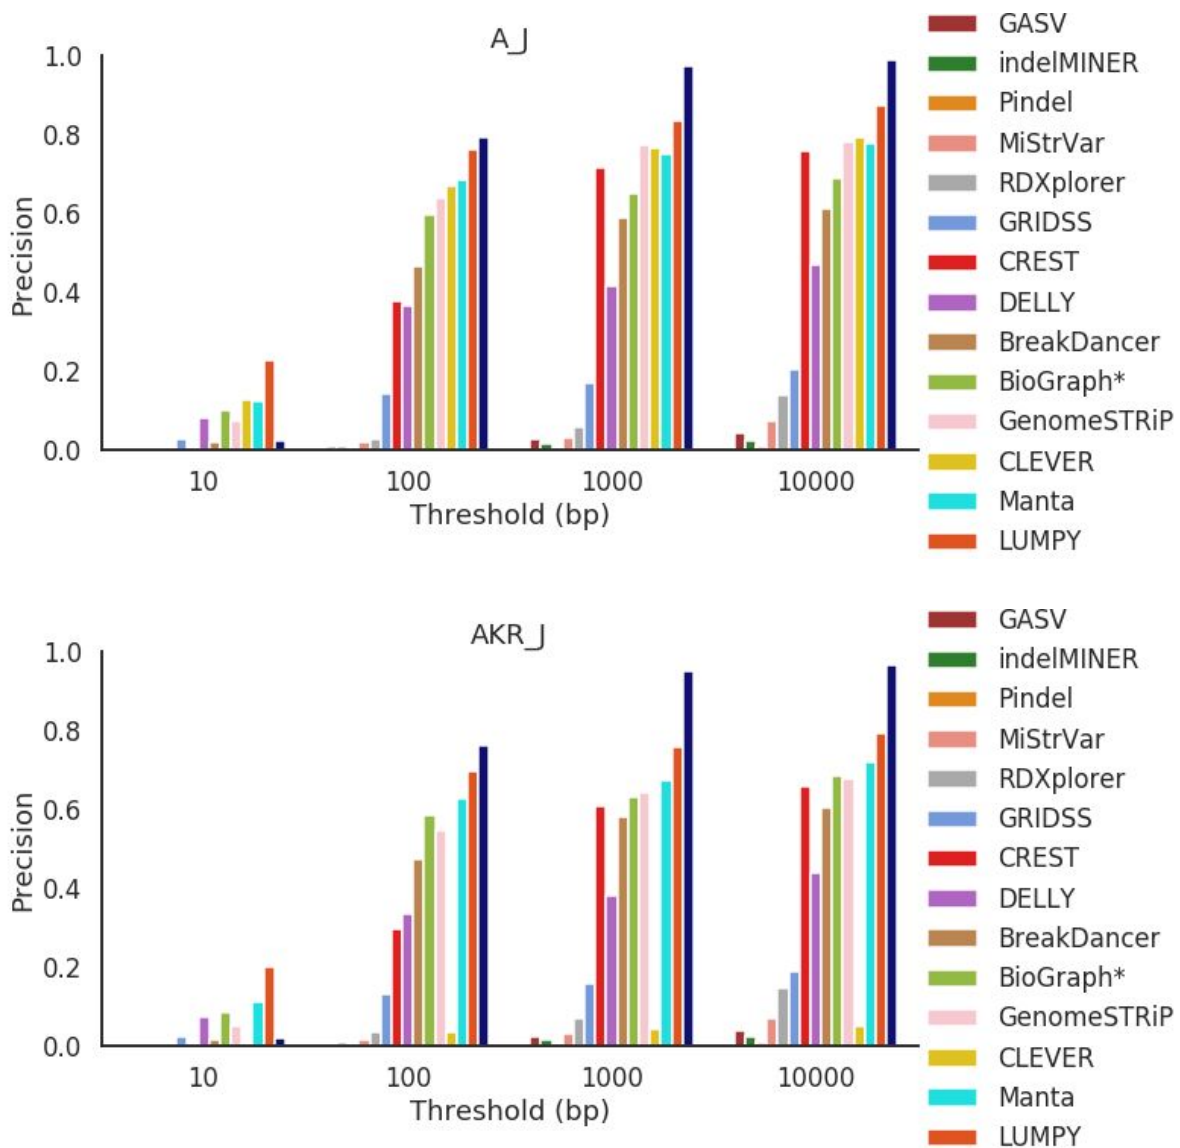 A_J
1.0
0.8
0.6
0.4
0.2
0.0
Precision
10 100 1000 10000
Threshold (bp)
GASV
indelMINER
Pindel
MiStrVar
RDXplorer
GRIDSS
CREST
DELLY
BreakDancer
BioGraph*
GenomeSTRiP
CLEVER
Manta
LUMPY
AKR_J
1.0
0.8
0.6
0.4
0.2
0.0
Precision
10 100 1000 10000
Threshold (bp)
GASV
indelMINER
Pindel
MiStrVar
RDXplorer
GRIDSS
CREST
DELLY
BreakDancer
BioGraph*
GenomeSTRiP
CLEVER
Manta
LUMPY